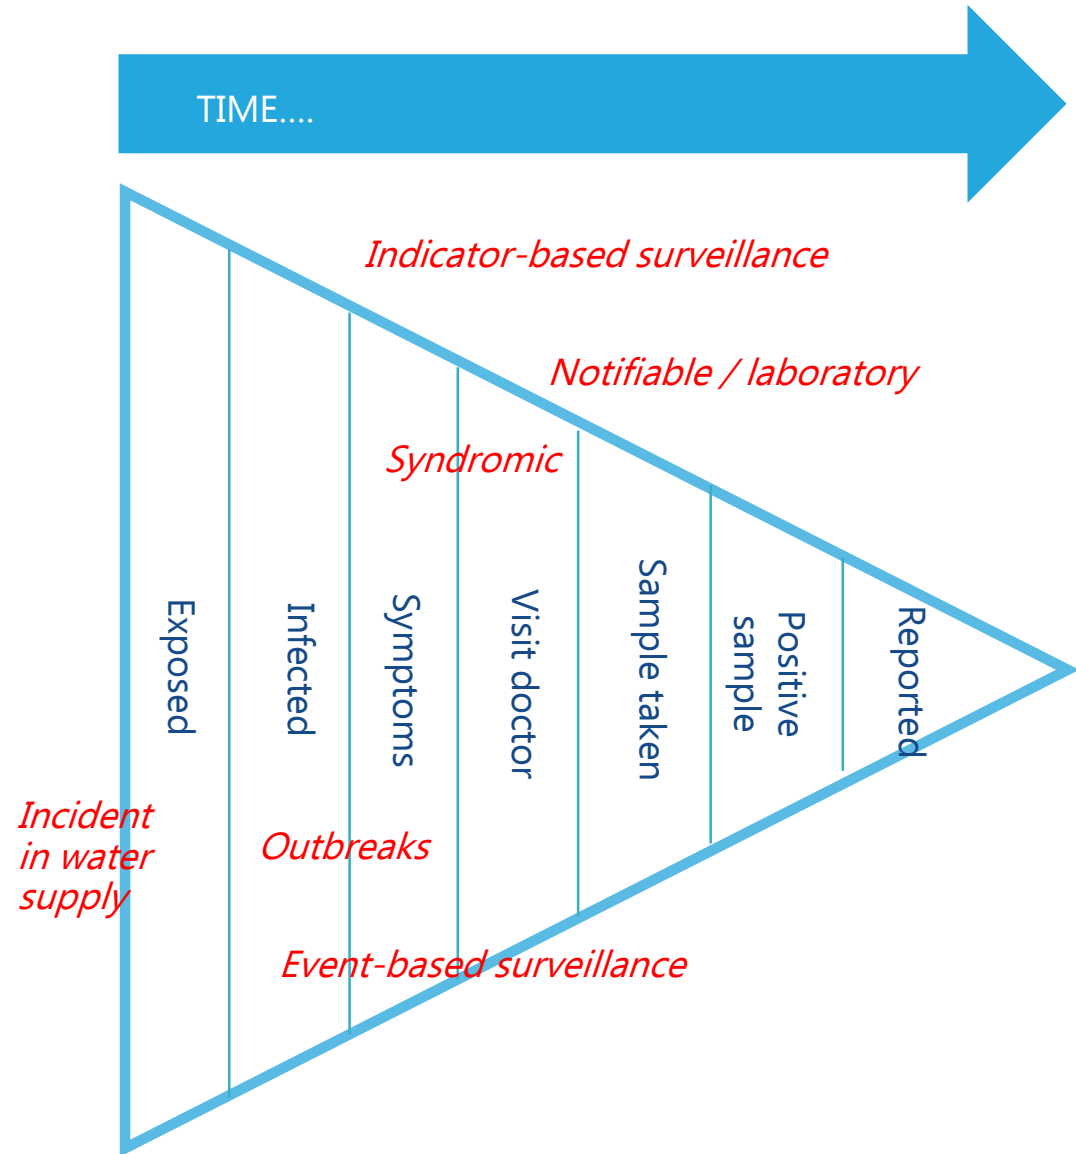 TIME....
Indicator-based surveillance
Notifiable / laboratory
Syndromic
Exposed
Infected
Symptoms
Visit doctor
Sample taken
Positive
sample
Reported
Incident
in water
supply
Outbreaks
Event-based surveillance